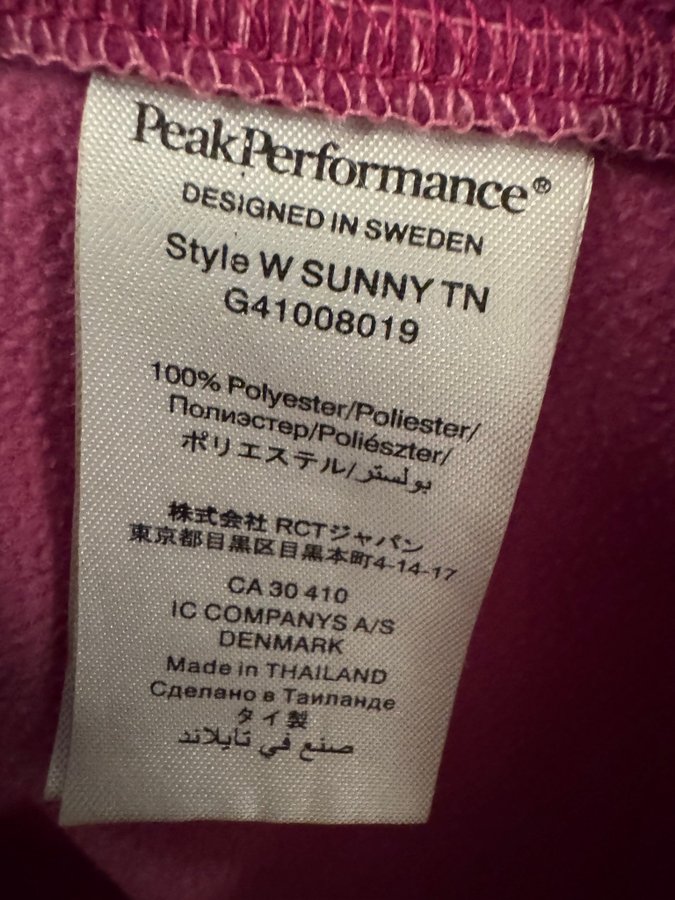 PeakPerformance®
DESIGNED IN SWEDEN
Style W SUNNY TN
G41008019
100% Polyester/Poliester/
Полиэстер/Poliészter/
ポリエステル/بولستر
株式会社 RCTジャパン
東京都目黒区目黒本町4-14-17
CA 30 410
IC COMPANYS A/S
DENMARK
Made in THAILAND
Сделано в Таиланде
タイ製
صنع في تايلاند